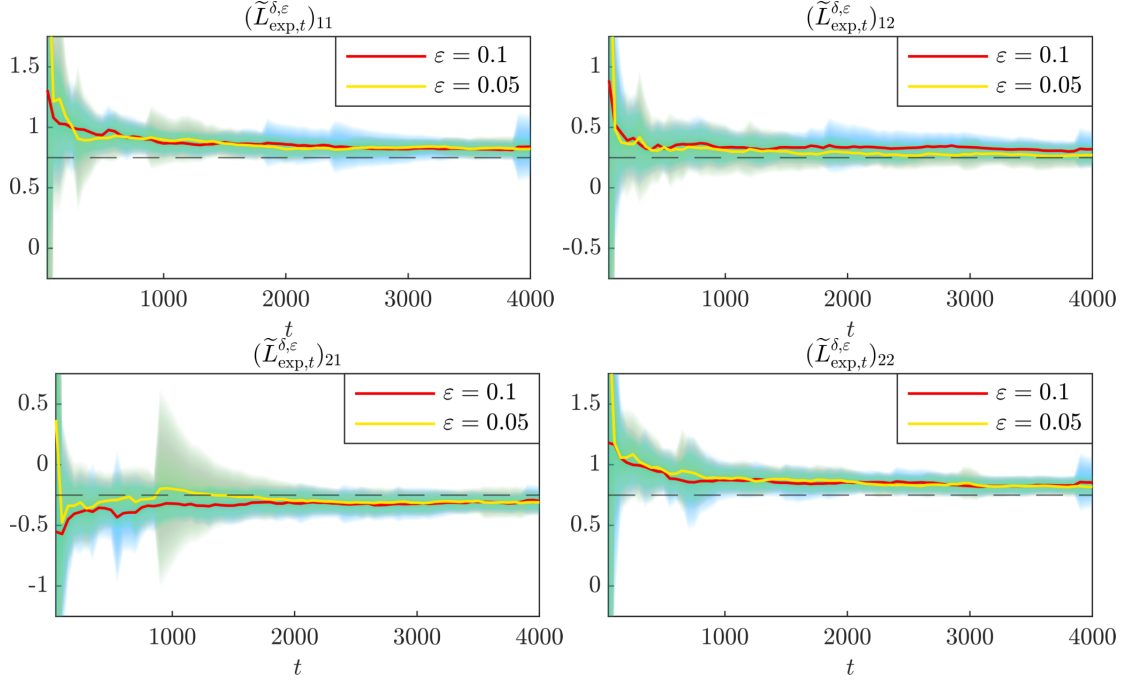 (L̃^{δ,ε}_{exp,t})_{11}
1.5
1
0.5
0
ε = 0.1
ε = 0.05
1000 2000 3000 4000
t
(L̃^{δ,ε}_{exp,t})_{12}
1
0.5
0
-0.5
ε = 0.1
ε = 0.05
1000 2000 3000 4000
t
(L̃^{δ,ε}_{exp,t})_{21}
0.5
0
-0.5
-1
ε = 0.1
ε = 0.05
1000 2000 3000 4000
t
(L̃^{δ,ε}_{exp,t})_{22}
1.5
1
0.5
0
ε = 0.1
ε = 0.05
1000 2000 3000 4000
t